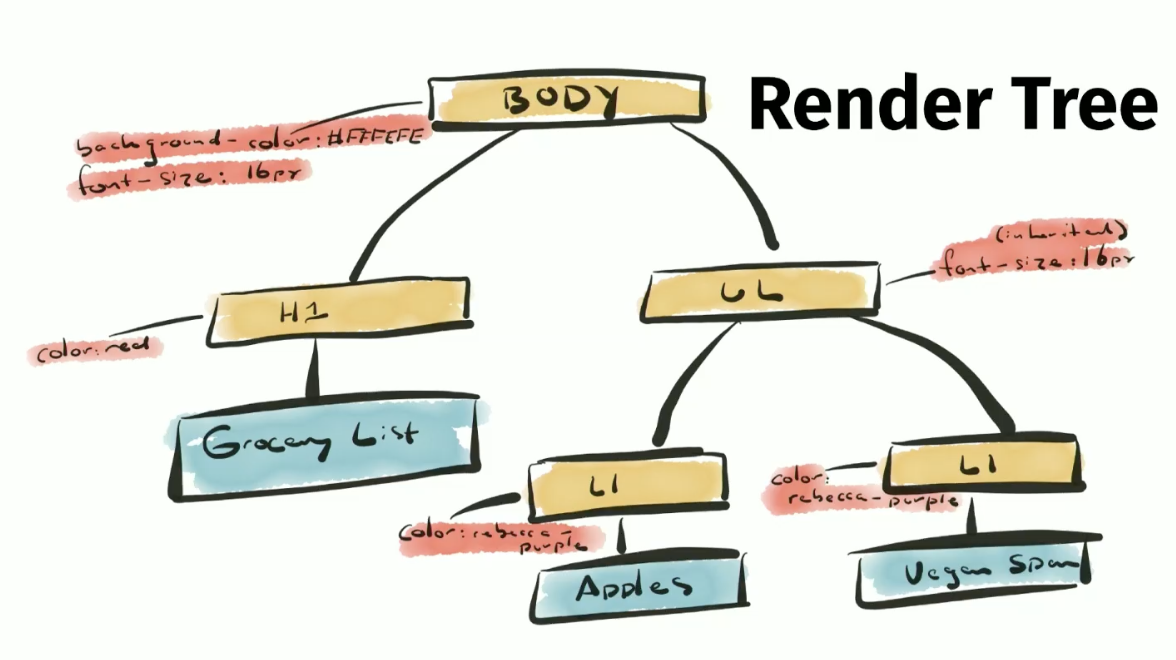 BODY
Render Tree
background-color:#FFFEFE
font-size: 16px
(inherited)
font-size:16px
H1
UL
color:red
Grocery List
LI
LI
color:
rebecca-purple
color:rebecca-
purple
Apples
Vegan Spam